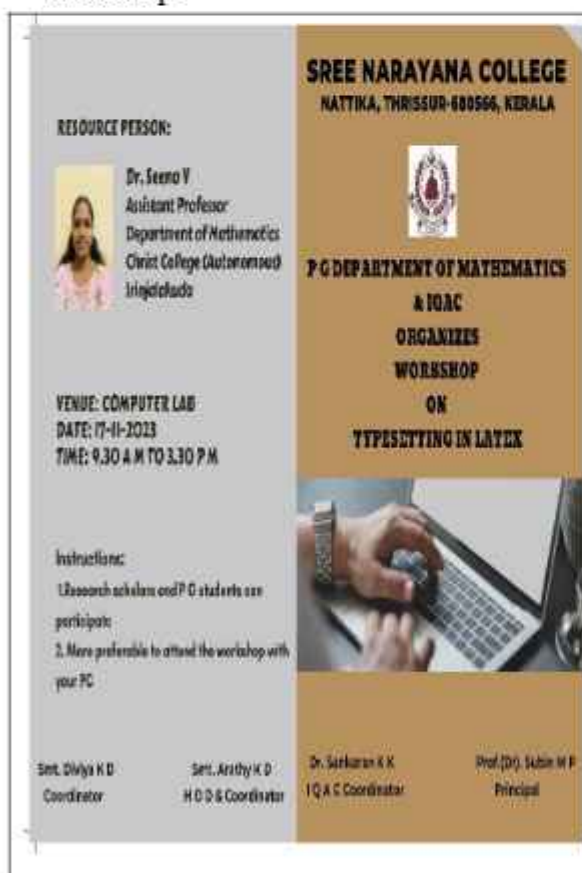 RESOURCE PERSON:
Dr. Seena V
Assistant Professor
Department of Mathematics
Christ College (Autonomous)
Irinjalakuda
VENUE: COMPUTER LAB
DATE: 17-11-2023
TIME: 9.30 A M TO 3.30 P M
Instructions:
1.Research scholars and P G students can
participate
2. More preferable to attend the workshop with
your PC
Smt. Divya K D
Coordinator
Smt. Arathy K D
H O D & Coordinator
SREE NARAYANA COLLEGE
NATTIKA, THRISSUR-680566, KERALA
P G DEPARTMENT OF MATHEMATICS
& IQAC
ORGANIZES
WORKSHOP
ON
TYPESETTING IN LATEX
Dr. Sankaran K K
I Q A C Coordinator
Prof.(Dr). Subin M P
Principal